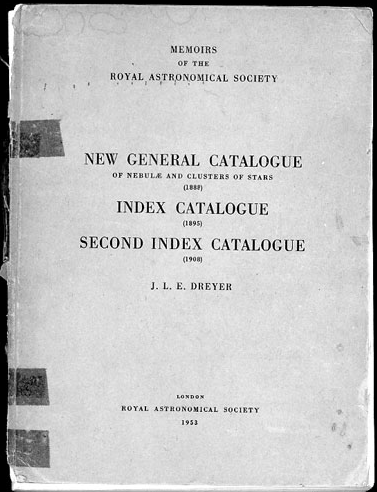 MEMOIRS
OF THE
ROYAL ASTRONOMICAL SOCIETY
NEW GENERAL CATALOGUE
OF NEBULÆ AND CLUSTERS OF STARS
(1888)
INDEX CATALOGUE
(1895)
SECOND INDEX CATALOGUE
(1908)
J. L. E. DREYER
LONDON
ROYAL ASTRONOMICAL SOCIETY
1953